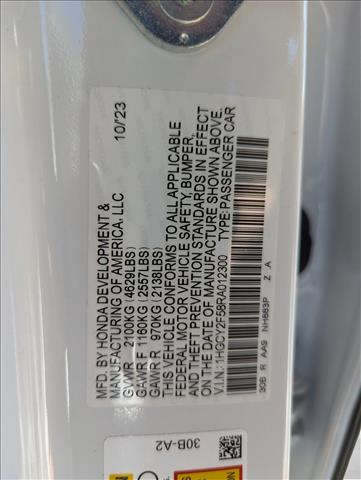 MFD. BY HONDA DEVELOPMENT &
MANUFACTURING OF AMERICA, LLC 10/'23
GVWR 2100KG (4629LBS)
GAWR F 1160KG (2557LBS)
GAWR R 970KG (2138LBS)
THIS VEHICLE CONFORMS TO ALL APPLICABLE
FEDERAL MOTOR VEHICLE SAFETY, BUMPER,
AND THEFT PREVENTION STANDARDS IN EFFECT
ON THE DATE OF MANUFACTURE SHOWN ABOVE.
V.I.N.: 1HGCV2F58RA012300 TYPE: PASSENGER CAR
30B R AA9 NH883P Z A
30B-A2